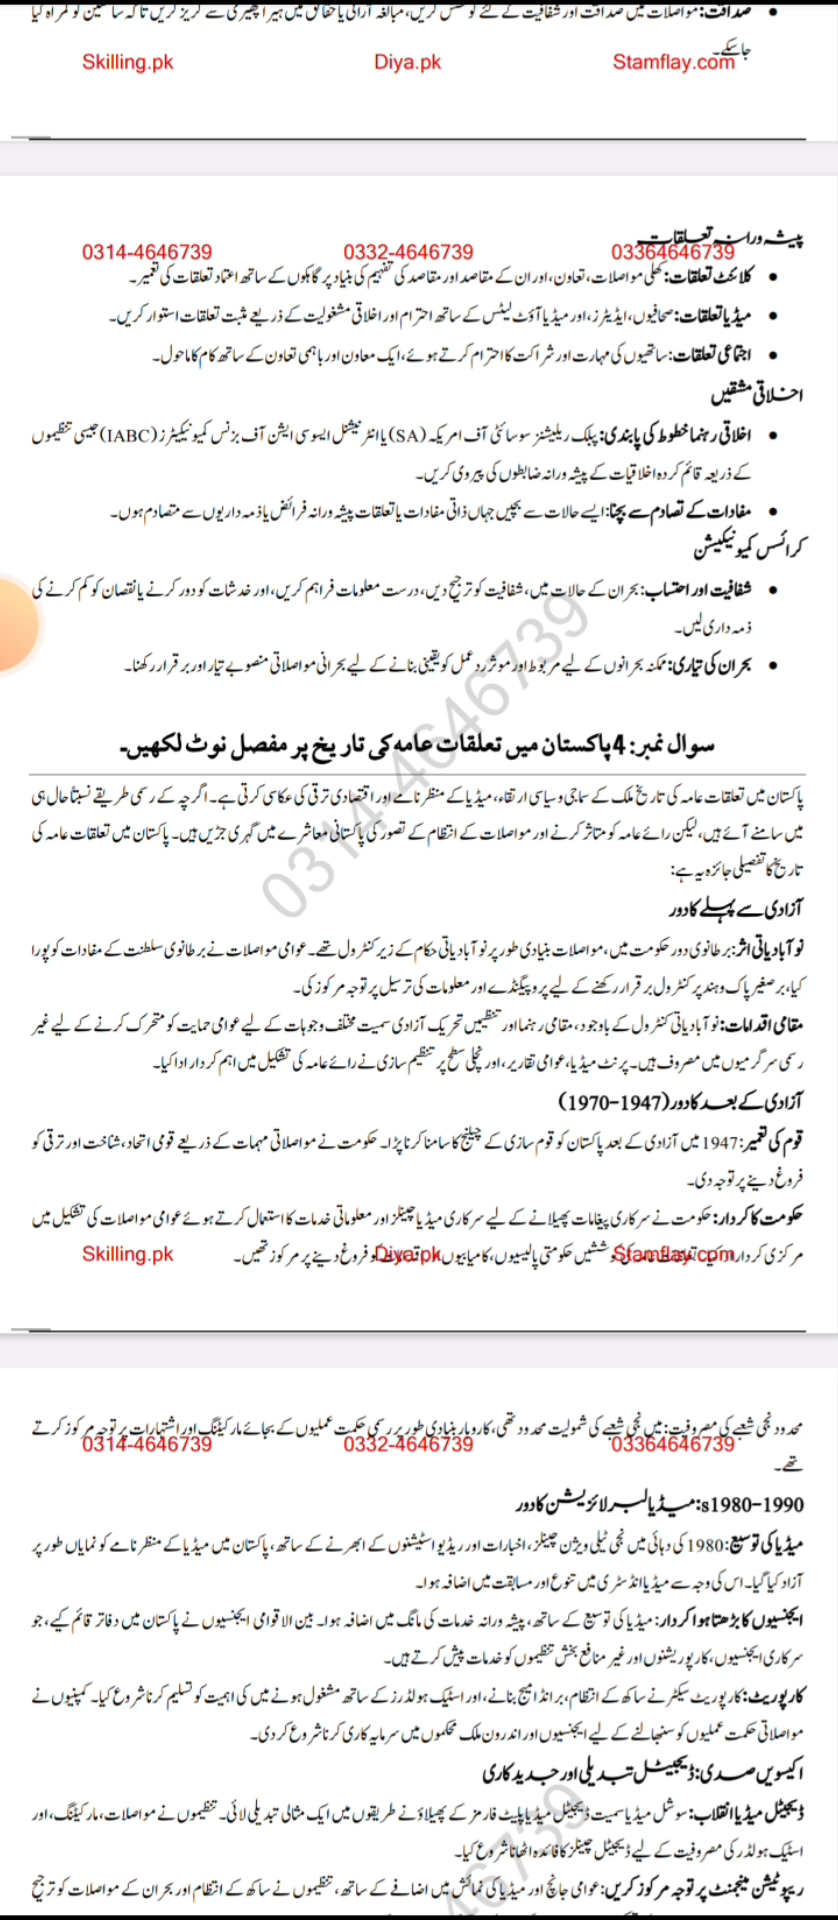 صداقت: مواصلات میں صداقت اور شفافیت کے لئے کوشش کریں، مبالغہ آرائی یا حقائق میں ہیرا پھیری سے گریز کریں تاکہ سامعین کو گمراہ کیا
جاسکے۔
Skilling.pk Diya.pk Stamflay.com
پیشہ ورانہ تعلقات
0314-4646739 0332-4646739 03364646739
کلائنٹ تعلقات: کھلی مواصلات، تعاون، اور ان کے مقاصد اور مقاصد کی تفہیم کی بنیاد پر گاہکوں کے ساتھ اعتماد تعلقات کی تعمیر۔
میڈیا تعلقات: صحافیوں، ایڈیٹرز، اور میڈیا آؤٹ لیٹس کے ساتھ احترام اور اخلاقی مشغولیت کے ذریعے مثبت تعلقات استوار کریں۔
اجتماعی تعلقات: ساتھیوں کی مہارت اور شراکت کا احترام کرتے ہوئے، ایک معاون اور باہمی تعاون کے ساتھ کام کا ماحول۔
اخلاقی مشقیں
اخلاقی رہنما خطوط کی پابندی: پبلک ریلیشنز سوسائٹی آف امریکہ (SA) یا انٹرنیشنل ایسوسی ایشن آف بزنس کمیونیکیٹرز (IABC) جیسی تنظیموں
کے ذریعہ قائم کردہ اخلاقیات کے پیشہ ورانہ ضابطوں کی پیروی کریں۔
مفادات کے تصادم سے بچنا: ایسے حالات سے بچیں جہاں ذاتی مفادات یا تعلقات پیشہ ورانہ فرائض یا ذمہ داریوں سے متصادم ہوں۔
کرائسس کمیونیکیشن
شفافیت اور احتساب: بحران کے حالات میں، شفافیت کو ترجیح دیں، درست معلومات فراہم کریں، اور خدشات کو دور کرنے یا نقصان کو کم کرنے کی
ذمہ داری لیں۔
بحران کی تیاری: ممکنہ بحرانوں کے لیے مربوط اور موثر ردعمل کو یقینی بنانے کے لیے بحرانی مواصلاتی منصوبے تیار اور برقرار رکھنا۔
0314-4646739
سوال نمبر: 4 پاکستان میں تعلقات عامہ کی تاریخ پر مفصل نوٹ لکھیں۔
پاکستان میں تعلقات عامہ کی تاریخ ملک کے سماجی و سیاسی ارتقاء، میڈیا کے منظر نامے اور اقتصادی ترقی کی عکاسی کرتی ہے۔ اگرچہ کے رسمی طریقے نسبتاً حال ہی
میں سامنے آئے ہیں، لیکن رائے عامہ کو متاثر کرنے اور مواصلات کے انتظام کے تصور کی پاکستانی معاشرے میں گہری جڑیں ہیں۔ پاکستان میں تعلقات عامہ کی
تاریخ کا تفصیلی جائزہ یہ ہے:
آزادی سے پہلے کا دور
نوآبادیاتی اثر: برطانوی دور حکومت میں، مواصلات بنیادی طور پر نوآبادیاتی حکام کے زیر کنٹرول تھے۔ عوامی مواصلات نے برطانوی سلطنت کے مفادات کو پورا
کیا، برصغیر پاک و ہند پر کنٹرول برقرار رکھنے کے لیے پروپیگنڈے اور معلومات کی ترسیل پر توجہ مرکوز کی۔
مقامی اقدامات: نوآبادیاتی کنٹرول کے باوجود، مقامی رہنما اور تنظیمیں تحریک آزادی سمیت مختلف وجوہات کے لیے عوامی حمایت کو متحرک کرنے کے لیے غیر
رسمی سرگرمیوں میں مصروف ہیں۔ پرنٹ میڈیا، عوامی تقاریر، اور نچلی سطح پر تنظیم سازی نے رائے عامہ کی تشکیل میں اہم کردار ادا کیا۔
آزادی کے بعد کا دور (1947-1970)
قوم کی تعمیر: 1947 میں آزادی کے بعد پاکستان کو قوم سازی کے چیلنج کا سامنا کرنا پڑا۔ حکومت نے مواصلاتی مہمات کے ذریعے قومی اتحاد، شناخت اور ترقی کو
فروغ دینے پر توجہ دی۔
حکومت کا کردار: حکومت نے سرکاری پیغامات پھیلانے کے لیے سرکاری میڈیا چینلز اور معلوماتی خدمات کا استعمال کرتے ہوئے عوامی مواصلات کی تشکیل میں
مرکزی کردار ادا کیا۔ حکومتی پالیسیوں، کامیابیوں، فروغ دینے پر مرکوز تھیں۔
Skilling.pk Diya.pk Stamflay.com
محدود نجی شعبے کی مصروفیت: میں نجی شعبے کی شمولیت محدود تھی، کاروبار بنیادی طور پر رسمی حکمت عملیوں کے بجائے مارکیٹنگ اور اشتہارات پر توجہ مرکوز کرتے
0314-4646739 0332-4646739 03364646739
تھے۔
1980-1990s: میڈیا لبرلائزیشن کا دور
میڈیا کی توسیع: 1980 کی دہائی میں نجی ٹیلی ویژن چینلز، اخبارات اور ریڈیو اسٹیشنوں کے ابھرنے کے ساتھ، پاکستان میں میڈیا کے منظر نامے کو نمایاں طور پر
آزاد کیا گیا۔ اس کی وجہ سے میڈیا انڈسٹری میں تنوع اور مسابقت میں اضافہ ہوا۔
ایجنسیوں کا بڑھتا ہوا کردار: میڈیا کی توسیع کے ساتھ، پیشہ ورانہ خدمات کی مانگ میں اضافہ ہوا۔ بین الاقوامی ایجنسیوں نے پاکستان میں دفاتر قائم کیے، جو
سرکاری ایجنسیوں، کارپوریشنوں اور غیر منافع بخش تنظیموں کو خدمات پیش کرتے ہیں۔
کارپوریٹ: کارپوریٹ سیکٹر نے ساکھ کے انتظام، برانڈ امیج بنانے، اور اسٹیک ہولڈرز کے ساتھ مشغول ہونے میں کی اہمیت کو تسلیم کرنا شروع کیا۔ کمپنیوں نے
مواصلاتی حکمت عملیوں کو سنبھالنے کے لیے ایجنسیوں اور اندرون ملک محکموں میں سرمایہ کاری کرنا شروع کر دی۔
اکیسویں صدی: ڈیجیٹل تبدیلی اور جدید کاری
ڈیجیٹل میڈیا انقلاب: سوشل میڈیا سمیت ڈیجیٹل میڈیا پلیٹ فارمز کے پھیلاؤ نے طریقوں میں ایک مثالی تبدیلی لائی۔ تنظیموں نے مواصلات، مارکیٹنگ، اور
اسٹیک ہولڈر کی مصروفیت کے لیے ڈیجیٹل چینلز کا فائدہ اٹھانا شروع کیا۔
46739
ریپوٹیشن مینجمنٹ پر توجہ مرکوز کریں: عوامی جانچ اور میڈیا کی نمائش میں اضافے کے ساتھ، تنظیموں نے ساکھ کے انتظام اور بحران کے مواصلات کو ترجیح